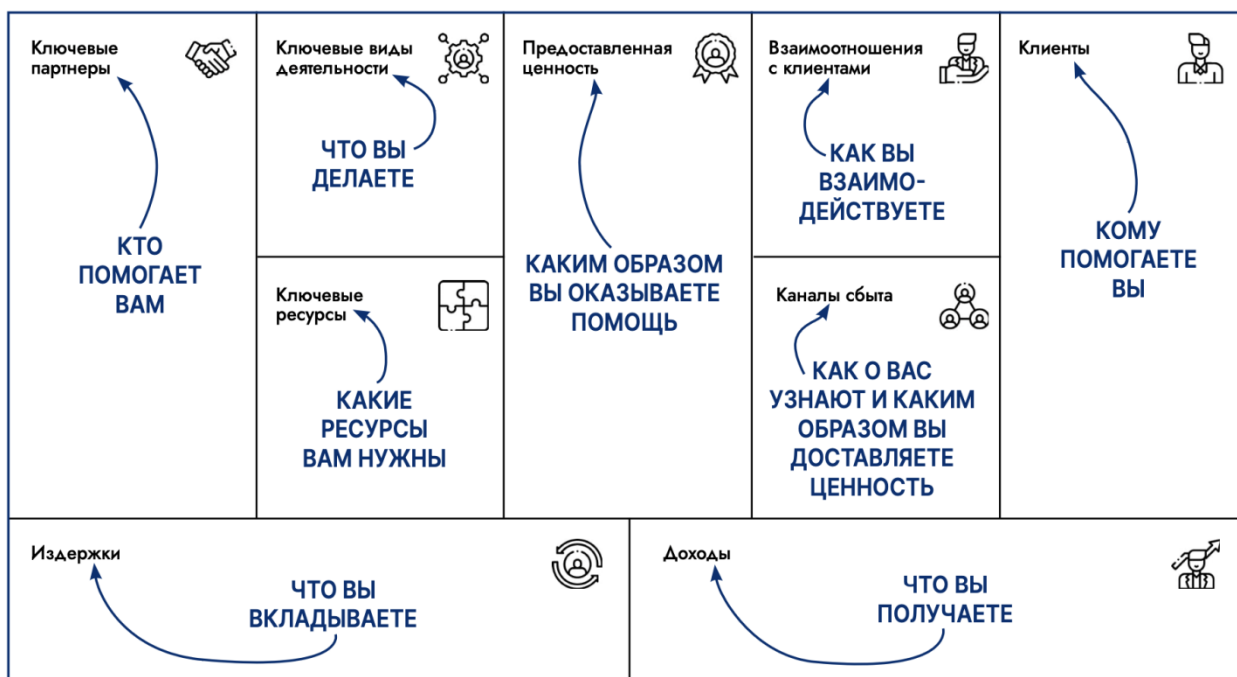 Ключевые
партнеры
КТО
ПОМОГАЕТ
ВАМ
Ключевые виды
деятельности
ЧТО ВЫ
ДЕЛАЕТЕ
Ключевые
ресурсы
КАКИЕ
РЕСУРСЫ
ВАМ НУЖНЫ
Предоставленная
ценность
КАКИМ ОБРАЗОМ
ВЫ ОКАЗЫВАЕТЕ
ПОМОЩЬ
Взаимоотношения
с клиентами
КАК ВЫ
ВЗАИМО-
ДЕЙСТВУЕТЕ
Каналы сбыта
КАК О ВАС
УЗНАЮТ И КАКИМ
ОБРАЗОМ ВЫ
ДОСТАВЛЯЕТЕ
ЦЕННОСТЬ
Клиенты
КОМУ
ПОМОГАЕТЕ
ВЫ
Издержки
ЧТО ВЫ
ВКЛАДЫВАЕТЕ
Доходы
ЧТО ВЫ
ПОЛУЧАЕТЕ